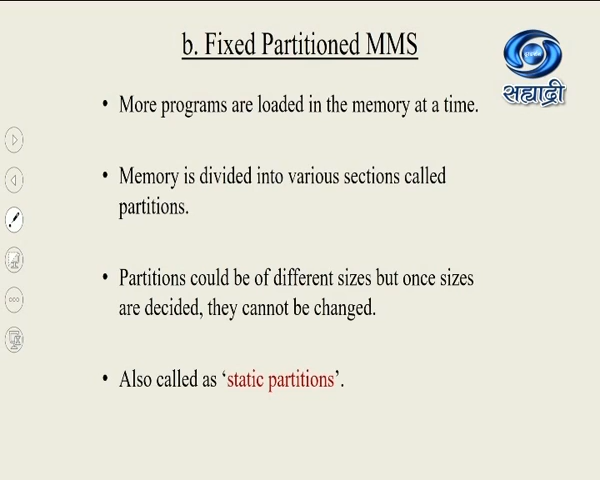 b. Fixed Partitioned MMS
सह्याद्री
• More programs are loaded in the memory at a time.
• Memory is divided into various sections called
partitions.
• Partitions could be of different sizes but once sizes
are decided, they cannot be changed.
• Also called as ‘static partitions’.